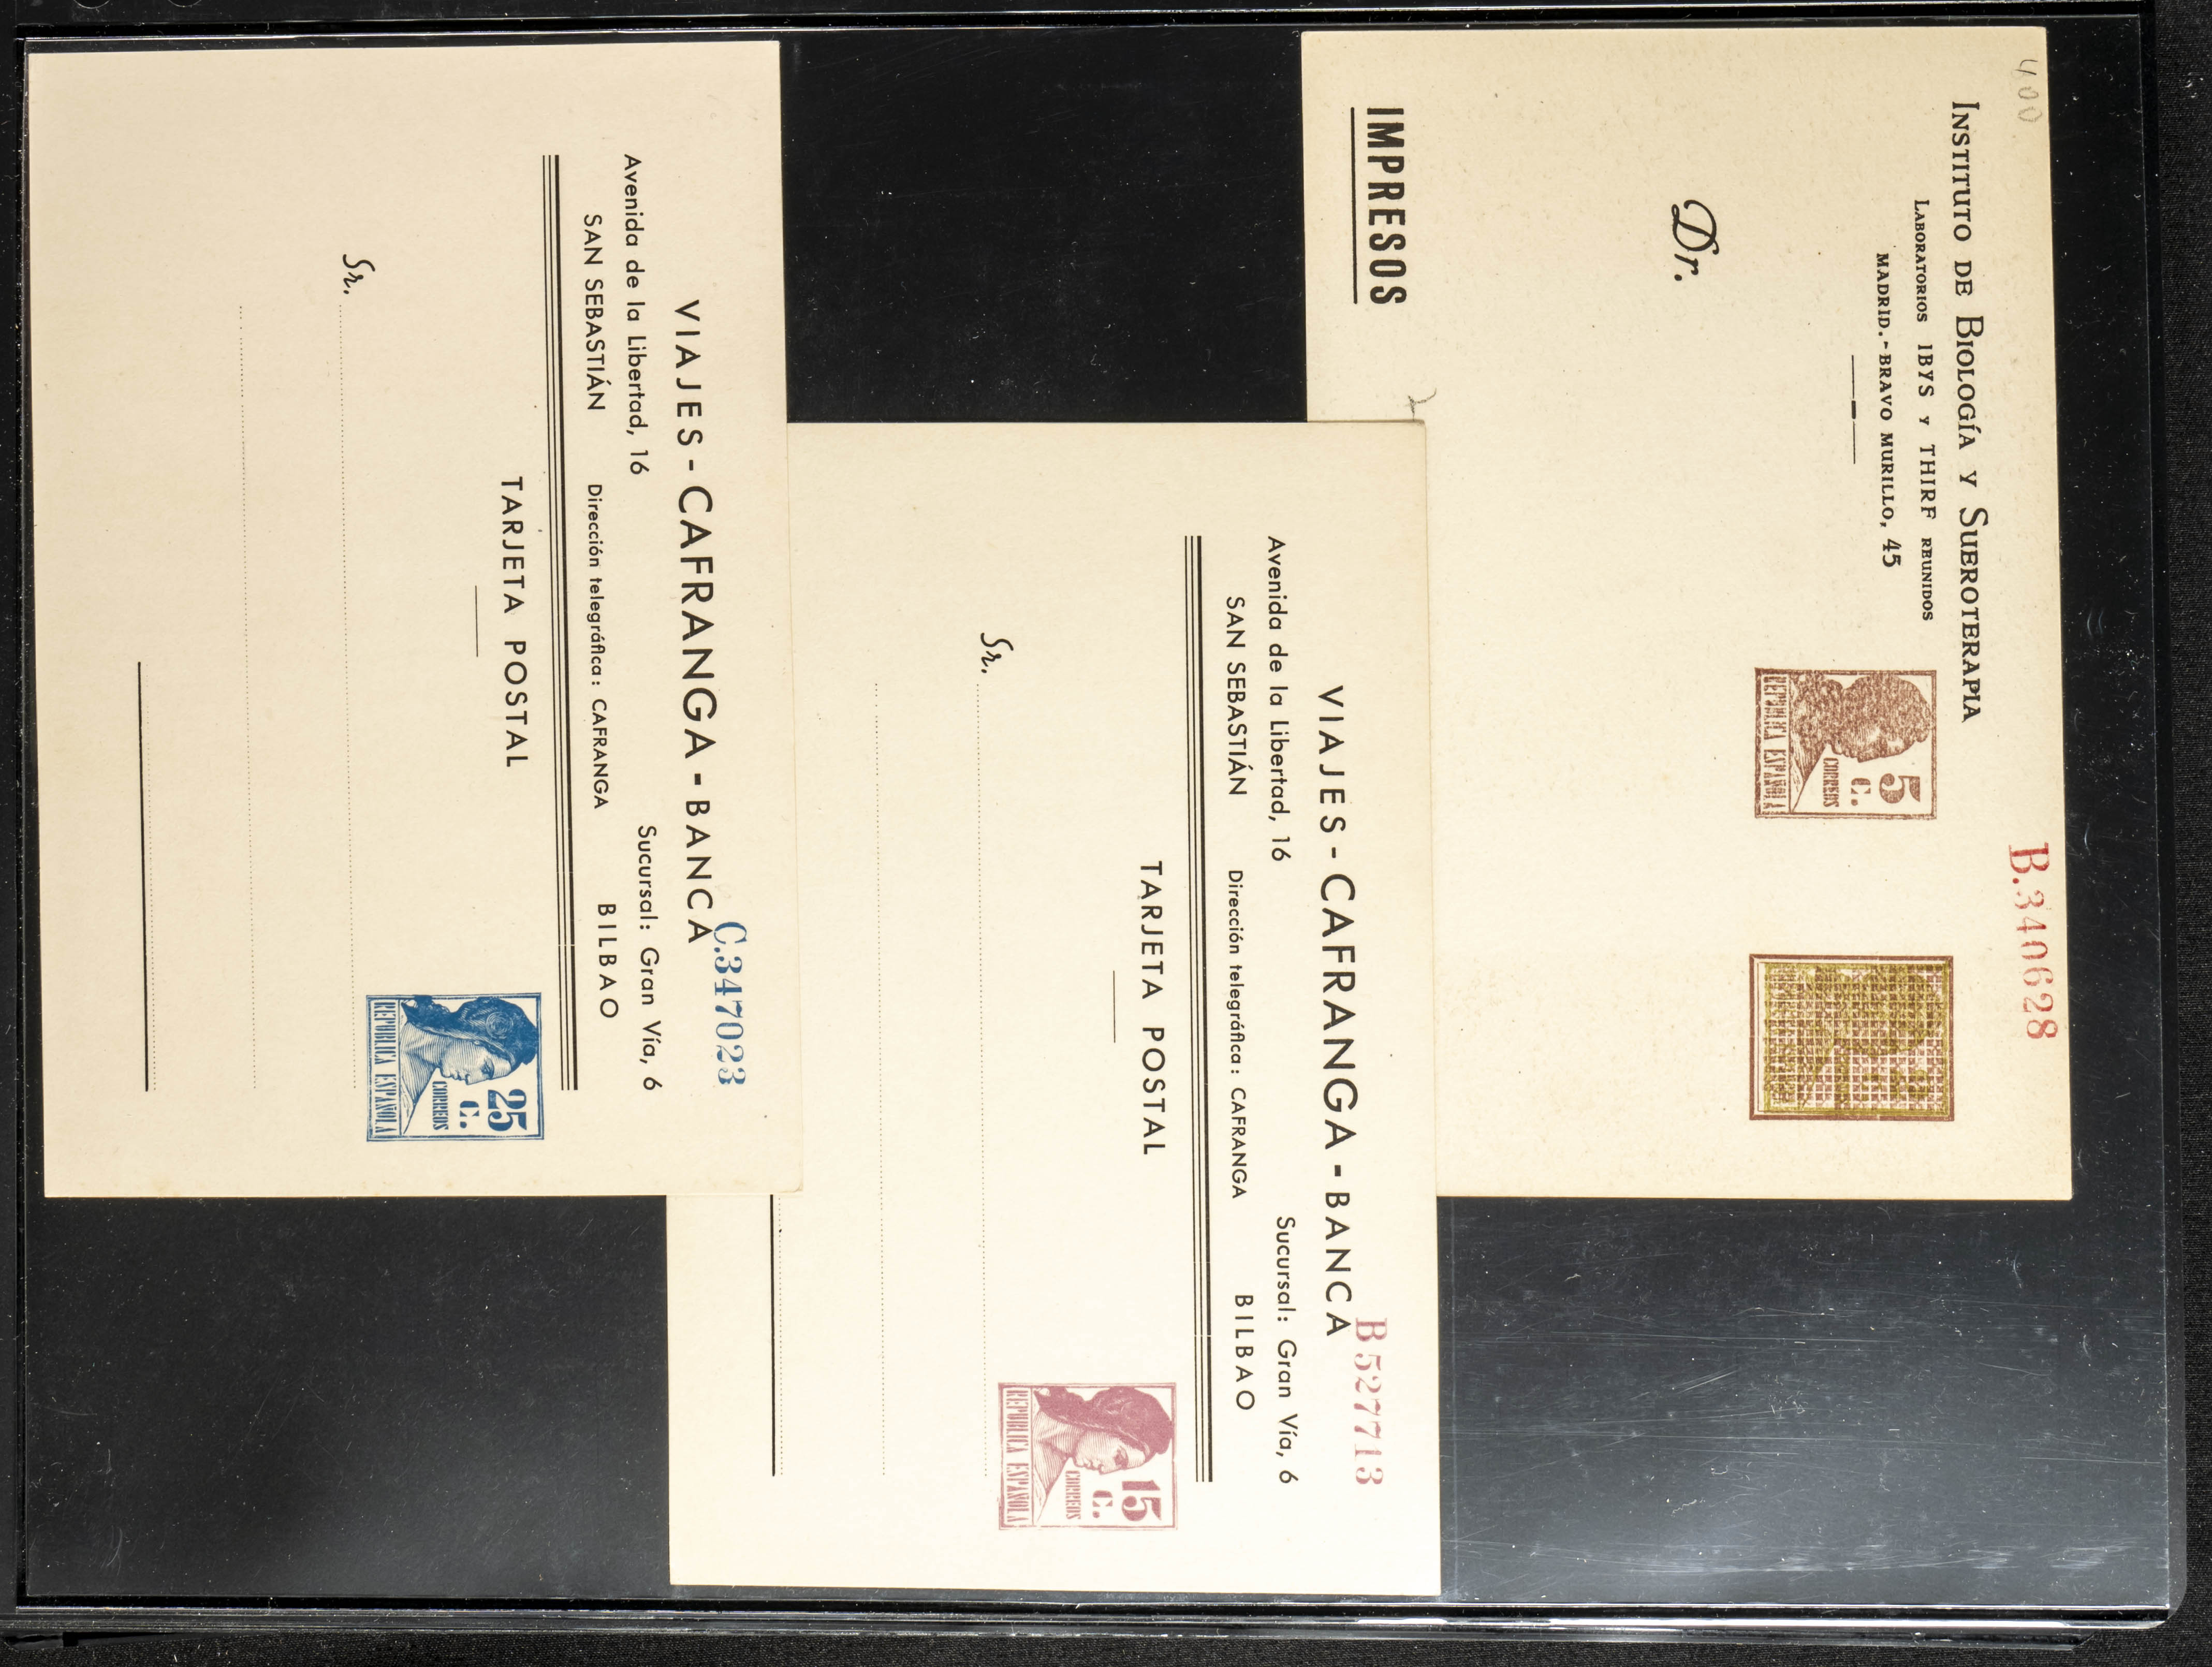 400
INSTITUTO DE BIOLOGÍA Y SUEROTERAPIA
LABORATORIOS IBYS Y THIRF REUNIDOS
MADRID.-BRAVO MURILLO, 45
B.340628
5
C.
CORREOS
REPUBLICA ESPAÑOLA
Dr.
IMPRESOS
B527713
VIAJES-CAFRANGA-BANCA
Avenida de la Libertad, 16
Sucursal: Gran Vía, 6
SAN SEBASTIÁN
Dirección telegráfica: CAFRANGA
BILBAO
TARJETA POSTAL
15
C.
CORREOS
REPUBLICA ESPAÑOLA
Sr.
C.347023
VIAJES-CAFRANGA-BANCA
Avenida de la Libertad, 16
Sucursal: Gran Vía, 6
SAN SEBASTIÁN
Dirección telegráfica: CAFRANGA
BILBAO
TARJETA POSTAL
25
C.
CORREOS
REPUBLICA ESPAÑOLA
Sr.